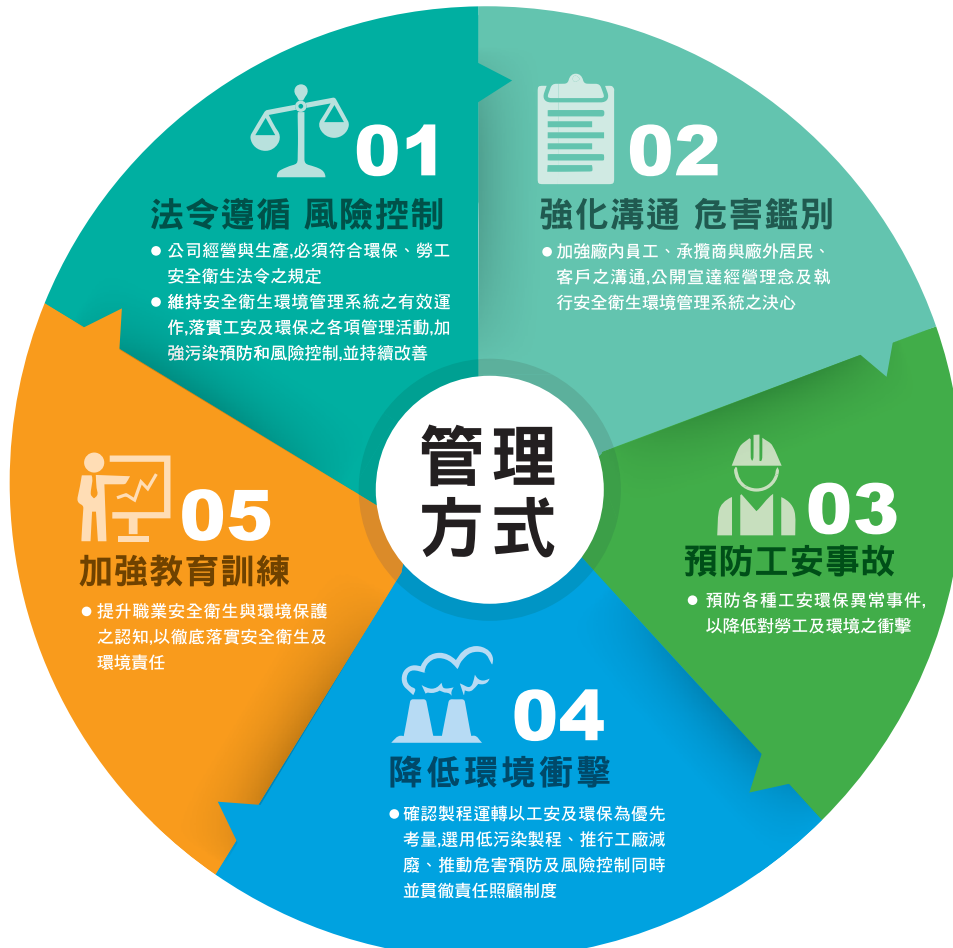 01
法令遵循 風險控制
● 公司經營與生產,必須符合環保、勞工
安全衛生法令之規定
● 維持安全衛生環境管理系統之有效運
作,落實工安及環保之各項管理活動,加
強污染預防和風險控制,並持續改善
02
強化溝通 危害鑑別
● 加強廠內員工、承攬商與廠外居民、
客戶之溝通,公開宣達經營理念及執
行安全衛生環境管理系統之決心
管理
方式
03
預防工安事故
● 預防各種工安環保異常事件,
以降低對勞工及環境之衝擊
04
降低環境衝擊
● 確認製程運轉以工安及環保為優先
考量,選用低污染製程、推行工廠減
廢、推動危害預防及風險控制同時
並貫徹責任照顧制度
05
加強教育訓練
● 提升職業安全衛生與環境保護
之認知,以徹底落實安全衛生及
環境責任